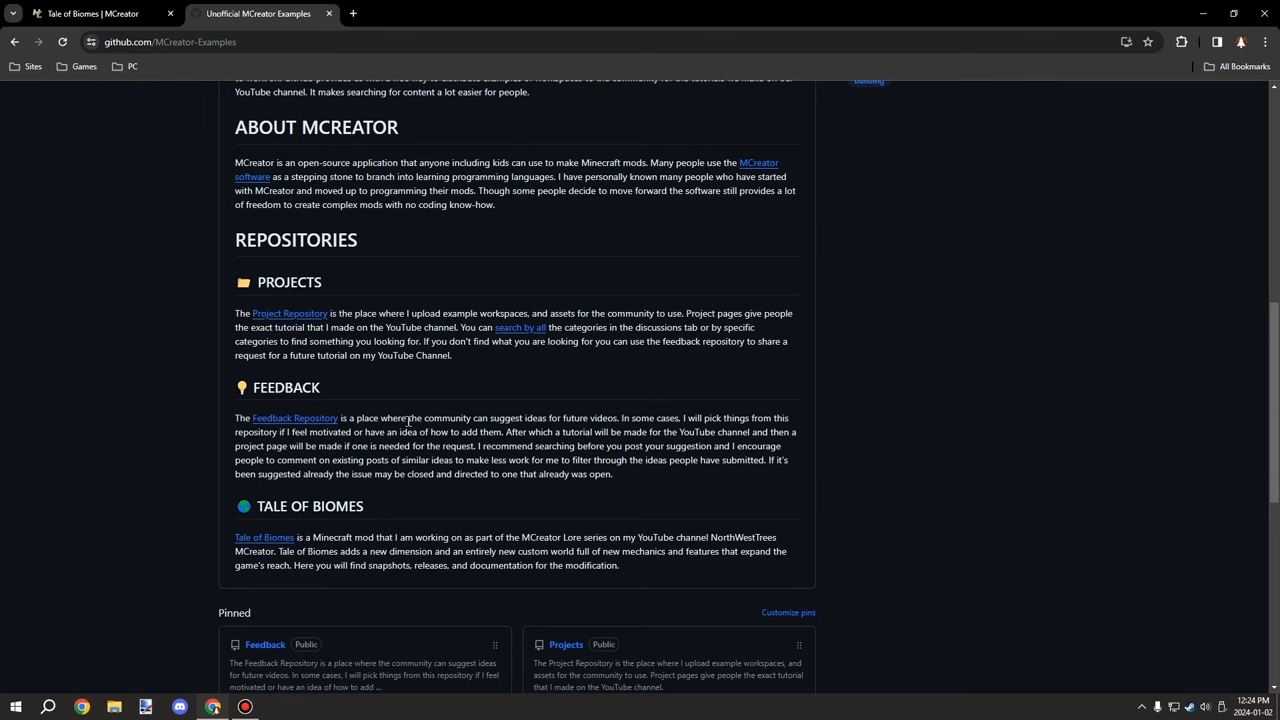 Tale of Biomes | MCreator
Unofficial MCreator Examples
github.com/MCreator-Examples
Sites
Games
PC
All Bookmarks
YouTube channel. It makes searching for content a lot easier for people.
Building
ABOUT MCREATOR
MCreator is an open-source application that anyone including kids can use to make Minecraft mods. Many people use the MCreator
software as a stepping stone to branch into learning programming languages. I have personally known many people who have started
with MCreator and moved up to programming their mods. Though some people decide to move forward the software still provides a lot
of freedom to create complex mods with no coding know-how.
REPOSITORIES
PROJECTS
The Project Repository is the place where I upload example workspaces, and assets for the community to use. Project pages give people
the exact tutorial that I made on the YouTube channel. You can search by all the categories in the discussions tab or by specific
categories to find something you looking for. If you don't find what you are looking for you can use the feedback repository to share a
request for a future tutorial on my YouTube Channel.
FEEDBACK
The Feedback Repository is a place where the community can suggest ideas for future videos. In some cases, I will pick things from this
repository if I feel motivated or have an idea of how to add them. After which a tutorial will be made for the YouTube channel and then a
project page will be made if one is needed for the request. I recommend searching before you post your suggestion and I encourage
people to comment on existing posts of similar ideas to make less work for me to filter through the ideas people have submitted. If it's
been suggested already the issue may be closed and directed to one that already was open.
TALE OF BIOMES
Tale of Biomes is a Minecraft mod that I am working on as part of the MCreator Lore series on my YouTube channel NorthWestTrees
MCreator. Tale of Biomes adds a new dimension and an entirely new custom world full of new mechanics and features that expand the
game's reach. Here you will find snapshots, releases, and documentation for the modification.
Pinned
Customize pins
Feedback Public
The Feedback Repository is a place where the community can suggest ideas
for future videos. In some cases, I will pick things from this repository if I feel
motivated or have an idea of how to add ...
Projects Public
The Project Repository is the place where I upload example workspaces, and
assets for the community to use. Project pages give people the exact tutorial
that I made on the YouTube channel.
12:24 PM
2024-01-02